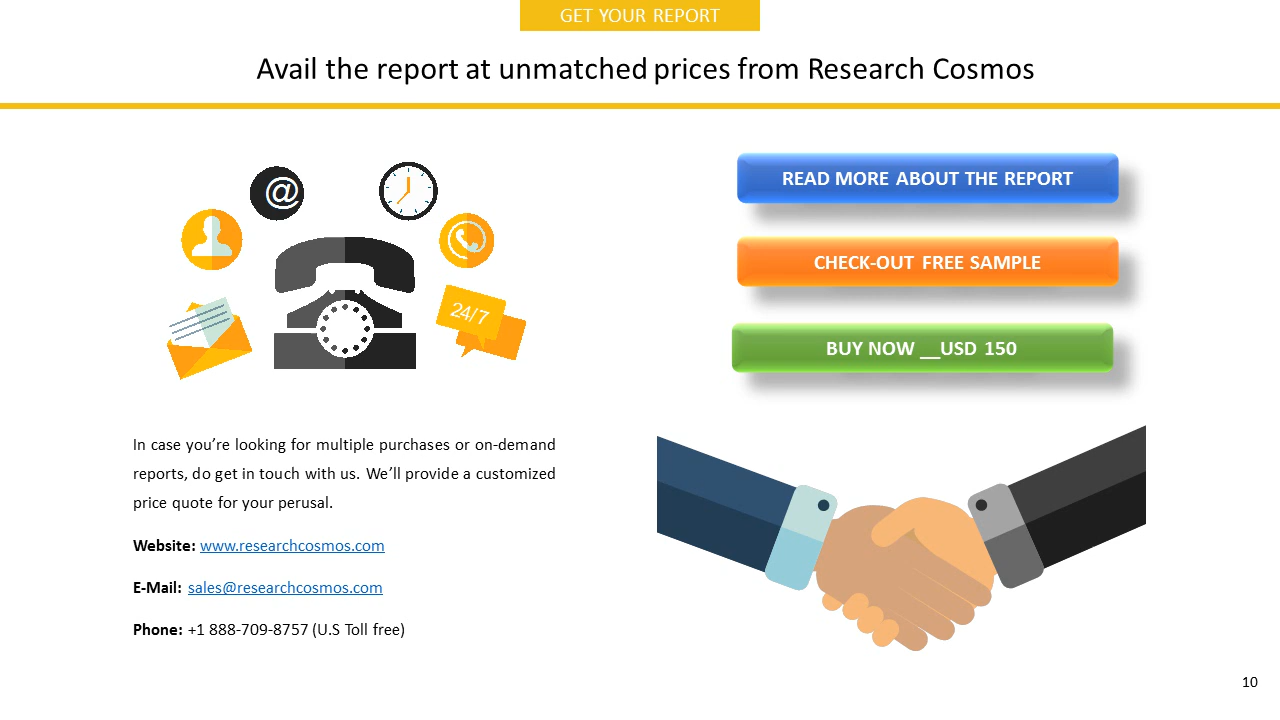 GET YOUR REPORT
Avail the report at unmatched prices from Research Cosmos
@
24/7
READ MORE ABOUT THE REPORT
CHECK-OUT FREE SAMPLE
BUY NOW __USD 150
In case you’re looking for multiple purchases or on-demand
reports, do get in touch with us. We’ll provide a customized
price quote for your perusal.
Website: www.researchcosmos.com
E-Mail: sales@researchcosmos.com
Phone: +1 888-709-8757 (U.S Toll free)
10